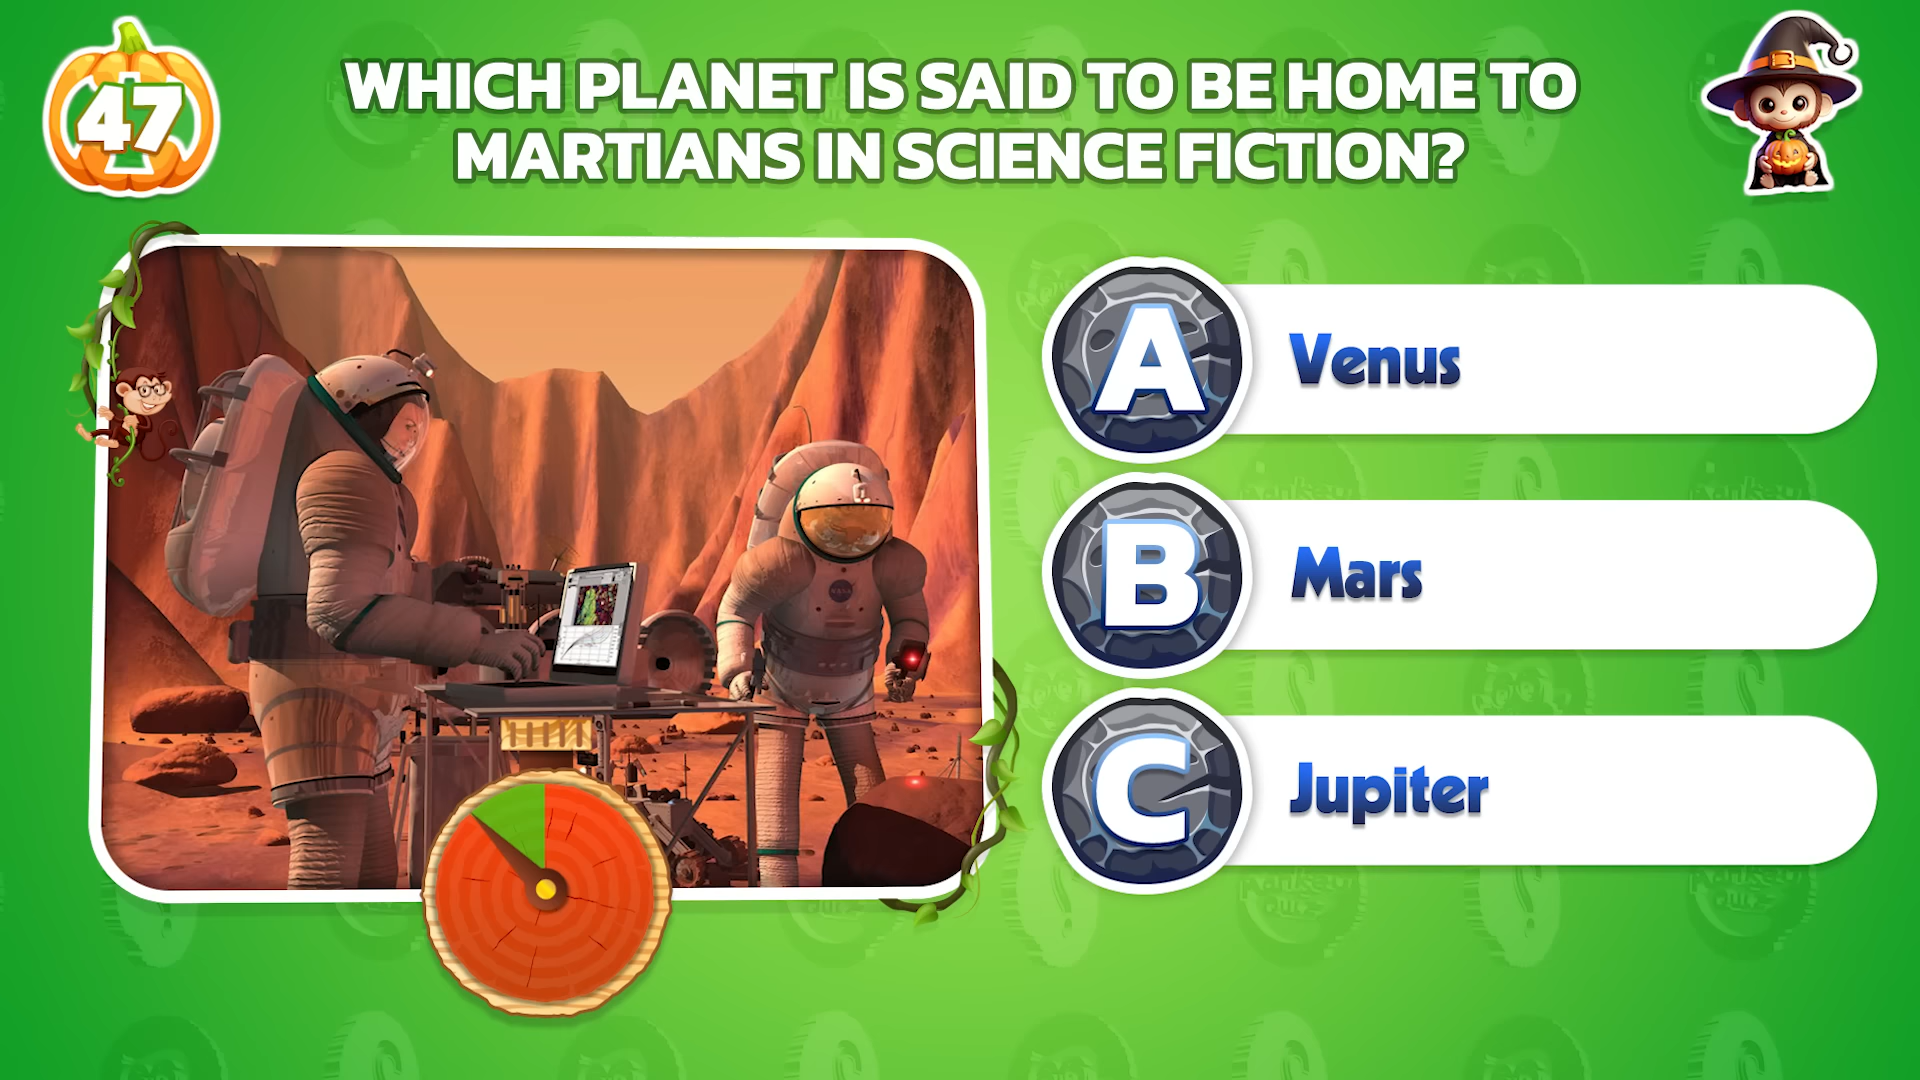 47
WHICH PLANET IS SAID TO BE HOME TO
MARTIANS IN SCIENCE FICTION?
A
Venus
B
Mars
C
Jupiter